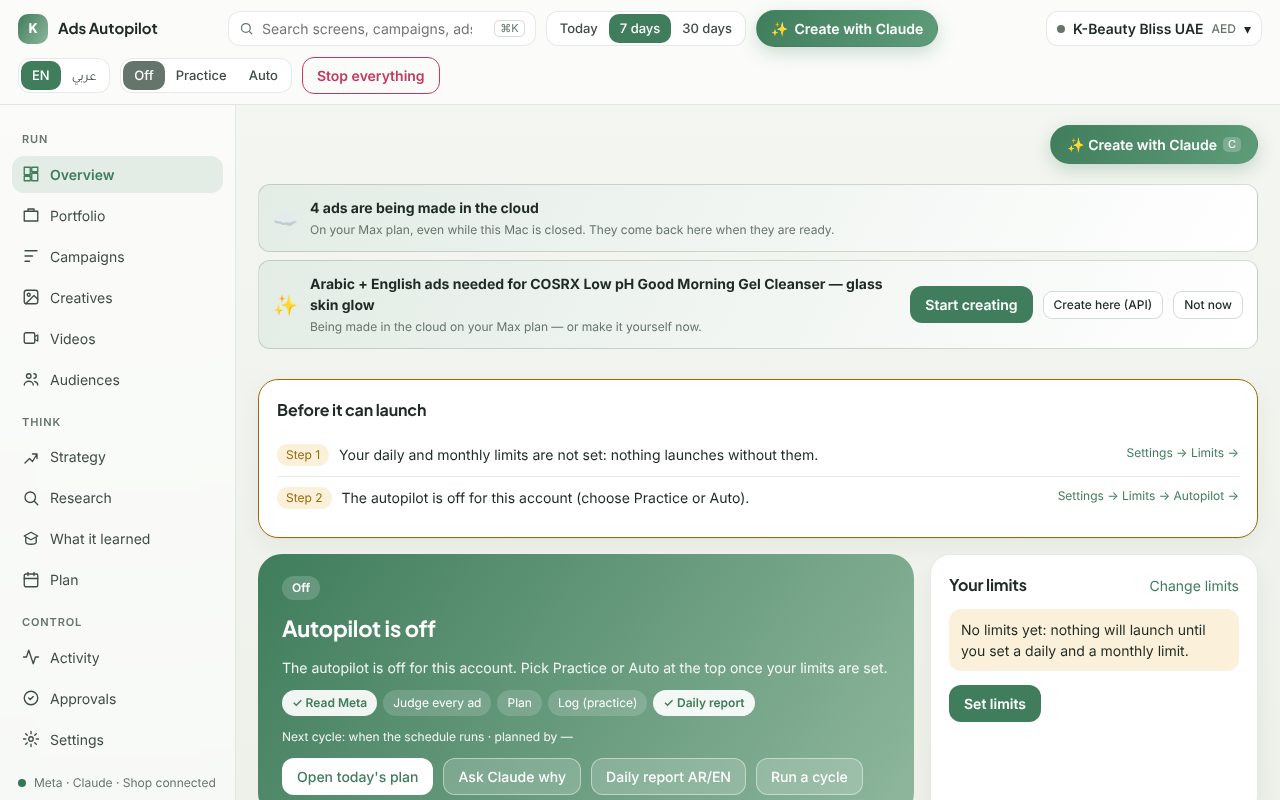 K
Ads Autopilot
Search screens, campaigns, ads
⌘K
Today 7 days 30 days
✨ Create with Claude
K-Beauty Bliss UAE AED ▾
EN عربي
Off Practice Auto
Stop everything
RUN
Overview
Portfolio
Campaigns
Creatives
Videos
Audiences
THINK
Strategy
Research
What it learned
Plan
CONTROL
Activity
Approvals
Settings
Meta · Claude · Shop connected
✨ Create with Claude C
4 ads are being made in the cloud
On your Max plan, even while this Mac is closed. They come back here when they are ready.
Arabic + English ads needed for COSRX Low pH Good Morning Gel Cleanser — glass
skin glow
Being made in the cloud on your Max plan — or make it yourself now.
Start creating
Create here (API)
Not now
Before it can launch
Step 1 Your daily and monthly limits are not set: nothing launches without them. Settings → Limits →
Step 2 The autopilot is off for this account (choose Practice or Auto). Settings → Limits → Autopilot →
Off
Autopilot is off
The autopilot is off for this account. Pick Practice or Auto at the top once your limits are set.
✓ Read Meta Judge every ad Plan Log (practice) ✓ Daily report
Next cycle: when the schedule runs · planned by —
Open today's plan Ask Claude why Daily report AR/EN Run a cycle
Your limits Change limits
No limits yet: nothing will launch until
you set a daily and a monthly limit.
Set limits